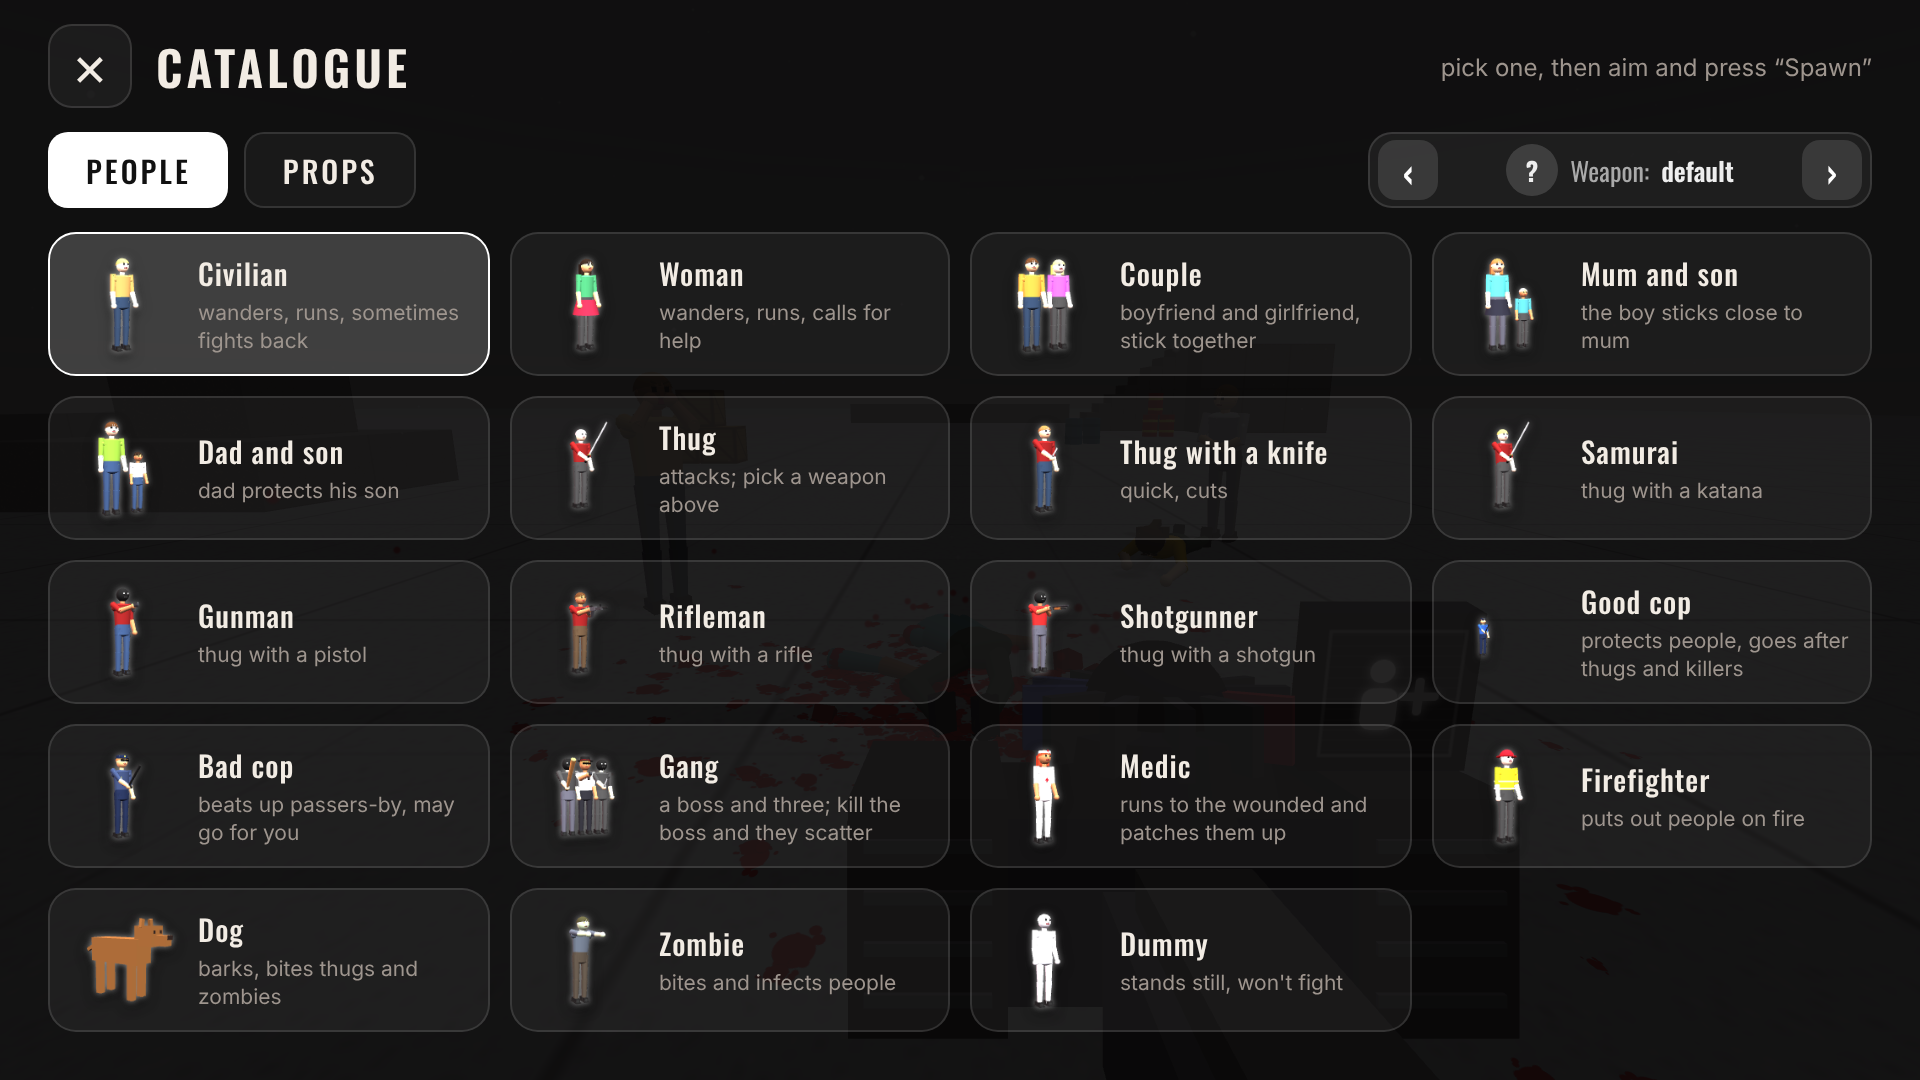 × CATALOGUE
pick one, then aim and press “Spawn”
PEOPLE
PROPS
‹ ? Weapon: default ›
Civilian
wanders, runs, sometimes
fights back
Woman
wanders, runs, calls for
help
Couple
boyfriend and girlfriend,
stick together
Mum and son
the boy sticks close to
mum
Dad and son
dad protects his son
Thug
attacks; pick a weapon
above
Thug with a knife
quick, cuts
Samurai
thug with a katana
Gunman
thug with a pistol
Rifleman
thug with a rifle
Shotgunner
thug with a shotgun
Good cop
protects people, goes after
thugs and killers
Bad cop
beats up passers-by, may
go for you
Gang
a boss and three; kill the
boss and they scatter
Medic
runs to the wounded and
patches them up
Firefighter
puts out people on fire
Dog
barks, bites thugs and
zombies
Zombie
bites and infects people
Dummy
stands still, won't fight